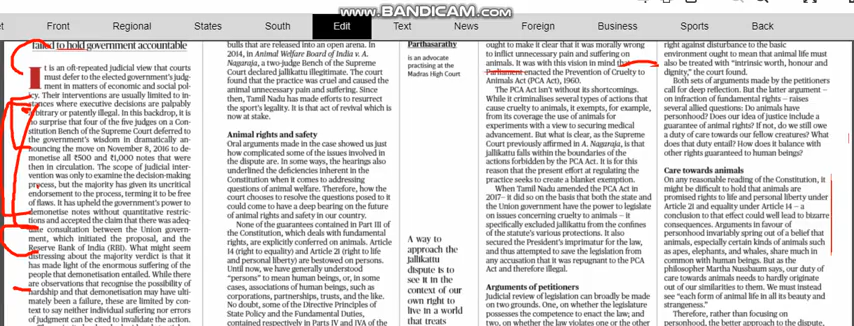 WWW.BANDICAM.COM
Front Regional States South Edit Text News Foreign Business Sports Back
failed to hold government accountable
It is an oft-repeated judicial view that courts
must defer to the elected government's judg-
ment in matters of economic and social pol-
icy. Their interventions are usually limited to in-
stances where executive decisions are palpably
arbitrary or patently illegal. In this backdrop, it is
no surprise that four of the five judges on a Con-
stitution Bench of the Supreme Court deferred to
the government's wisdom in dramatically an-
nouncing the move on November 8, 2016 to de-
monetise all ₹500 and ₹1,000 notes that were
then in circulation. The scope of judicial inter-
vention was only to examine the decision-making
process, but the majority has given its uncritical
endorsement to the process, terming it to be free
of flaws. It has upheld the government's power to
demonetise notes without quantitative restric-
tions and accepted the claim that there was adeq-
uate consultation between the Union govern-
ment, which initiated the proposal, and the
Reserve Bank of India (RBI). What might seem
distressing about the majority verdict is that it
has made light of the enormous suffering of the
people that demonetisation entailed. While there
are observations that recognise the possibility of
hardship and that demonetisation may have ulti-
mately been a failure, these are limited by con-
text to say neither individual suffering nor errors
of judgment can be cited to invalidate the action.
bulls that are released into an open arena. In
2014, in Animal Welfare Board of India v. A.
Nagaraja, a two-judge Bench of the Supreme
Court declared jallikattu illegitimate. The court
found that the practice was cruel and caused the
animal unnecessary pain and suffering. Since
then, Tamil Nadu has made efforts to resurrect
the sport's legality. It is that act of revival which is
now at stake.
Animal rights and safety
Oral arguments made in the case showed us just
how complicated some of the issues involved in
the dispute are. In some ways, the hearings also
underlined the deficiencies inherent in the
Constitution when it comes to addressing
questions of animal welfare. Therefore, how the
court chooses to resolve the questions posed to it
could come to have a deep bearing on the future
of animal rights and safety in our country.
None of the guarantees contained in Part III of
the Constitution, which deals with fundamental
rights, are explicitly conferred on animals. Article
14 (right to equality) and Article 21 (right to life
and personal liberty) are bestowed on persons.
Until now, we have generally understood
"persons" to mean human beings, or, in some
cases, associations of human beings, such as
corporations, partnerships, trusts, and the like.
No doubt, some of the Directive Principles of
State Policy and the Fundamental Duties,
contained respectively in Parts IV and IVA of the
Parthasarathy
is an advocate
practising at the
Madras High Court
A way to
approach the
jallikattu
dispute is to
see it in the
context of our
own right to
live in a world
that treats
ought to make it clear that it was morally wrong
to inflict unnecessary pain and suffering on
animals. It was with this vision in mind that
Parliament enacted the Prevention of Cruelty to
Animals Act (PCA Act), 1960.
The PCA Act isn't without its shortcomings.
While it criminalises several types of actions that
cause cruelty to animals, it exempts, for example,
from its coverage the use of animals for
experiments with a view to securing medical
advancement. But what is clear, as the Supreme
Court previously affirmed in A. Nagaraja, is that
jallikattu falls within the boundaries of the
actions forbidden by the PCA Act. It is for this
reason that the present effort at regulating the
practice seeks to create a blanket exemption.
When Tamil Nadu amended the PCA Act in
2017– it did so on the basis that both the state and
the Union government have the power to legislate
on issues concerning cruelty to animals – it
specifically excluded jallikattu from the confines
of the statute's various protections. It also
secured the President's imprimatur for the law,
and thus attempted to save the legislation from
any accusation that it was repugnant to the PCA
Act and therefore illegal.
Arguments of petitioners
Judicial review of legislation can broadly be made
on two grounds. One, on whether the legislature
possesses the competence to enact the law; and
two, on whether the law violates one or the other
right against disturbance to the basic
environment ought to mean that animal life must
also be treated with "intrinsic worth, honour and
dignity," the court found.
Both sets of arguments made by the petitioners
call for deep reflection. But the latter argument –
on infraction of fundamental rights – raises
several allied questions: Do animals have
personhood? Does our idea of justice include a
guarantee of animal rights? If not, do we still owe
a duty of care towards our fellow creatures? What
does that duty entail? How does it balance with
other rights guaranteed to human beings?
Care towards animals
On any reasonable reading of the Constitution, it
might be difficult to hold that animals are
promised rights to life and personal liberty under
Article 21 and equality under Article 14 – a
conclusion to that effect could well lead to bizarre
consequences. Arguments in favour of
personhood invariably spring out of a belief that
animals, especially certain kinds of animals such
as apes, elephants, and whales, share much in
common with human beings. But as the
philosopher Martha Nussbaum says, our duty of
care towards animals needs to hardly originate
out of our similarities to them. We must instead
see "each form of animal life in all its beauty and
strangeness."
Therefore, rather than focusing on
personhood, the better approach to the dispute,